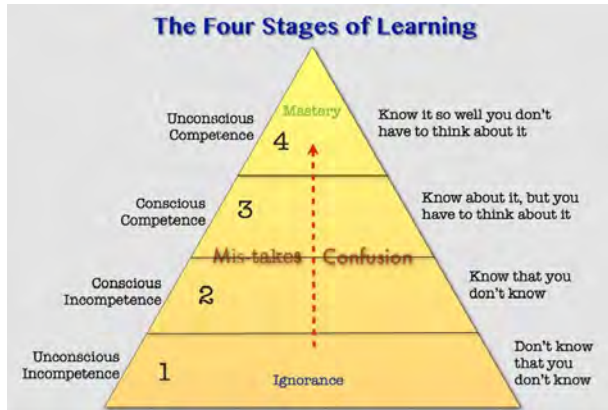 The Four Stages of Learning
Mastery
Unconscious
Competence
4
Know it so well you don't
have to think about it
Conscious
Competence
3
Know about it, but you
have to think about it
Mis-takes
Confusion
Conscious
Incompetence
2
Know that you
don't know
Unconscious
Incompetence
1
Ignorance
Don't know
that you
don't know